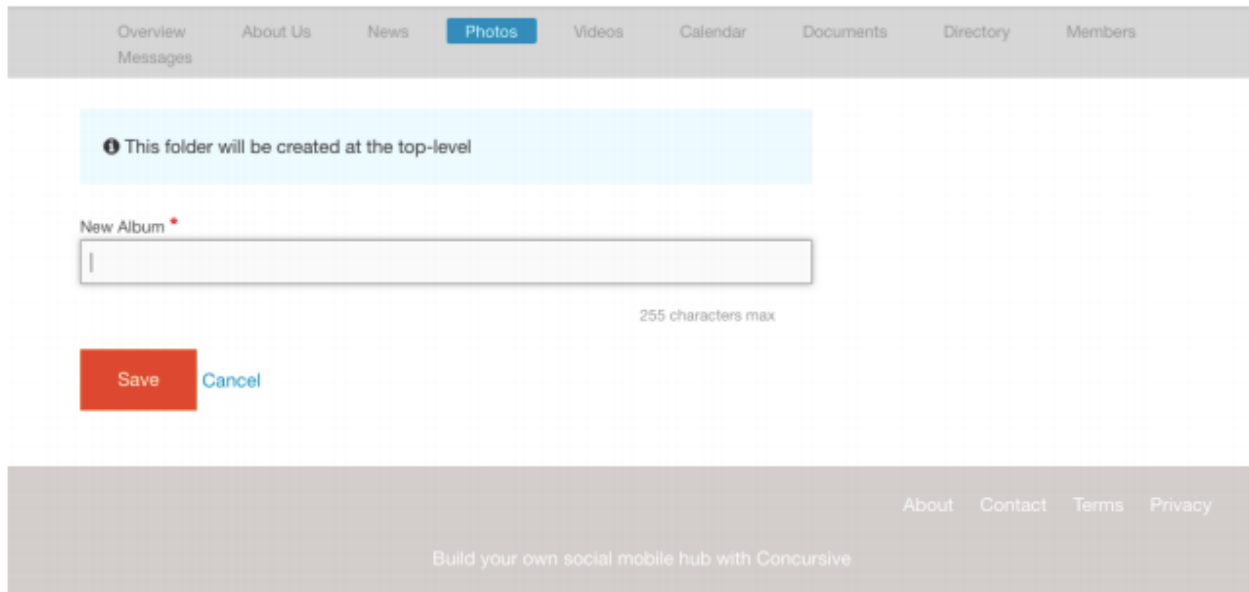 Overview About Us News Photos Videos Calendar Documents Directory Members
Messages
This folder will be created at the top-level
New Album *
255 characters max
Save Cancel
About Contact Terms Privacy
Build your own social mobile hub with Concursive